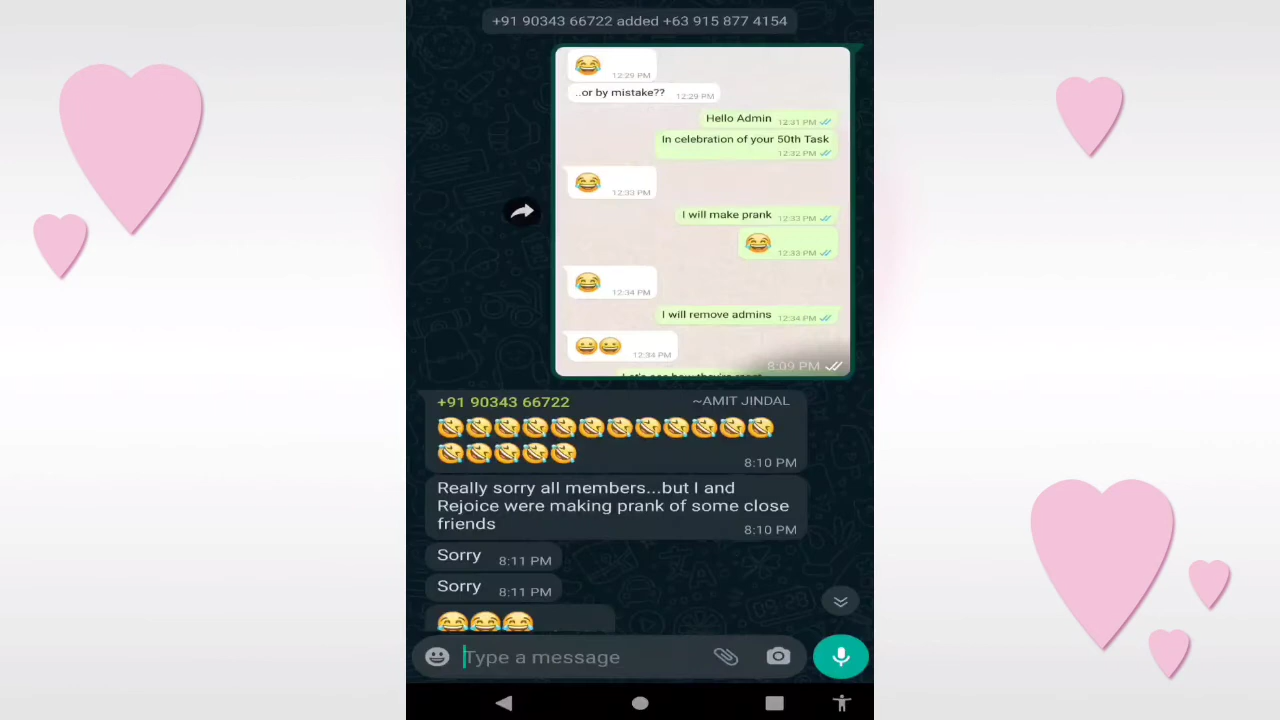 +91 90343 66722 added +63 915 877 4154
😂 12:29 PM
..or by mistake?? 12:29 PM
Hello Admin 12:31 PM
In celebration of your 50th Task
12:32 PM
😂 12:33 PM
I will make prank 12:33 PM
😂 12:33 PM
😂 12:34 PM
I will remove admins 12:34 PM
😄😄 12:34 PM
8:09 PM
+91 90343 66722 ~AMIT JINDAL
🤣🤣🤣🤣🤣🤣🤣🤣🤣🤣🤣🤣
🤣🤣🤣🤣🤣
8:10 PM
Really sorry all members...but I and
Rejoice were making prank of some close
friends
8:10 PM
Sorry 8:11 PM
Sorry 8:11 PM
😂😂😂
Type a message